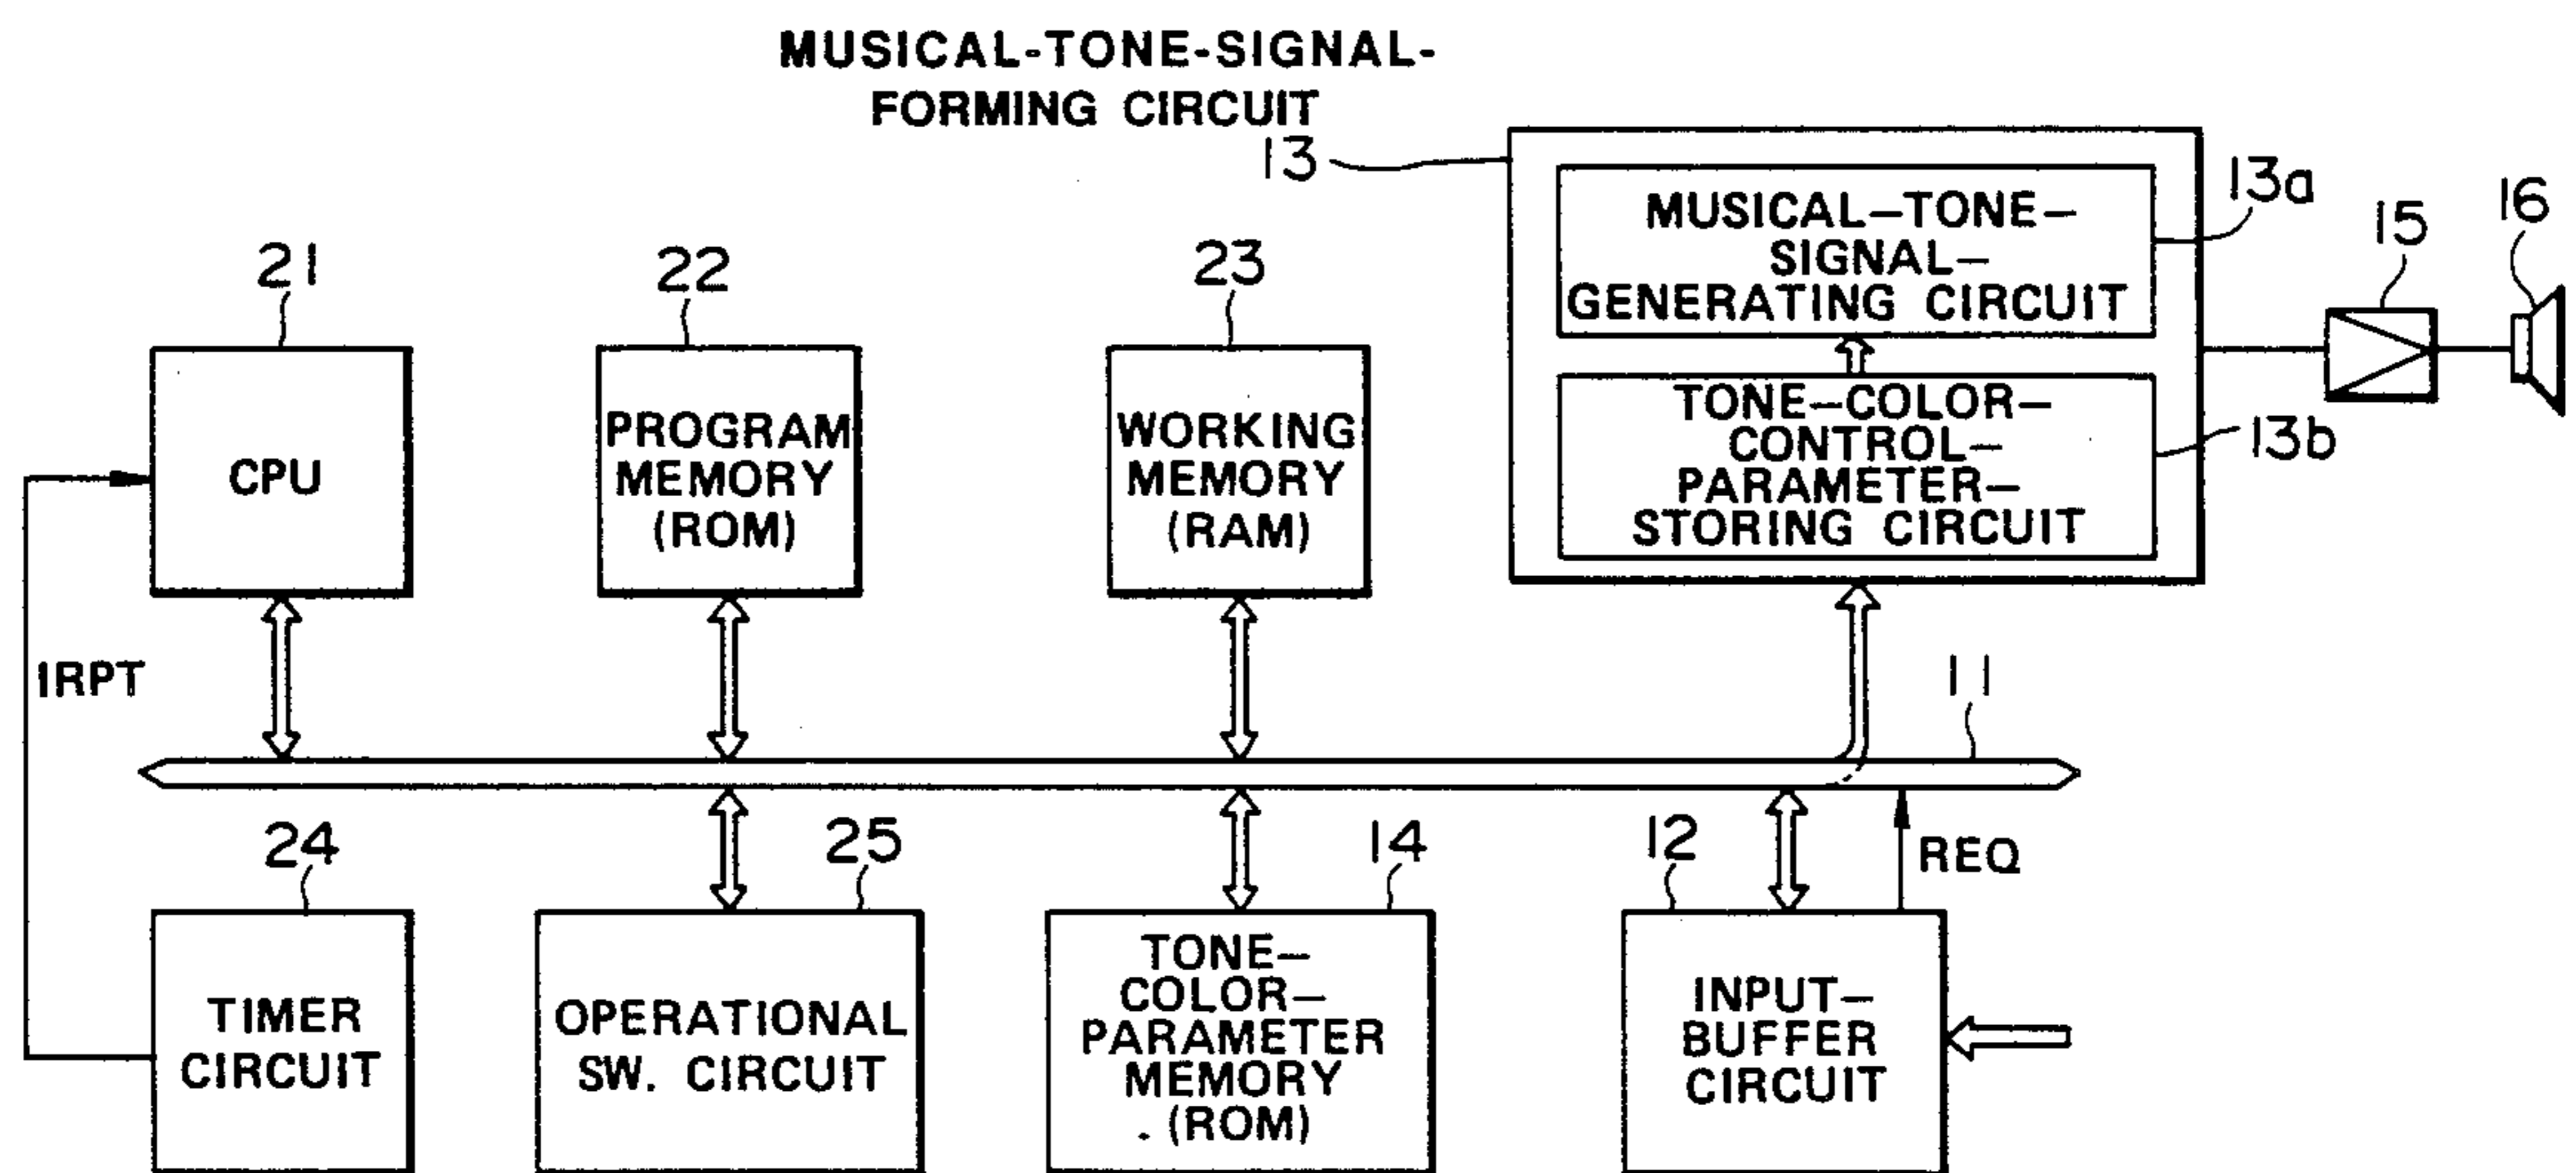 MUSICAL-TONE-SIGNAL-
FORMING CIRCUIT
13
13a
MUSICAL-TONE-
SIGNAL-
GENERATING CIRCUIT
16
15
21
22
23
TONE-COLOR-
CONTROL-
PARAMETER-
STORING CIRCUIT
13b
CPU
PROGRAM
MEMORY
(ROM)
WORKING
MEMORY
(RAM)
IRPT
11
24
25
14
12
REQ
TIMER
CIRCUIT
OPERATIONAL
SW. CIRCUIT
TONE-
COLOR-
PARAMETER
MEMORY
(ROM)
INPUT-
BUFFER
CIRCUIT